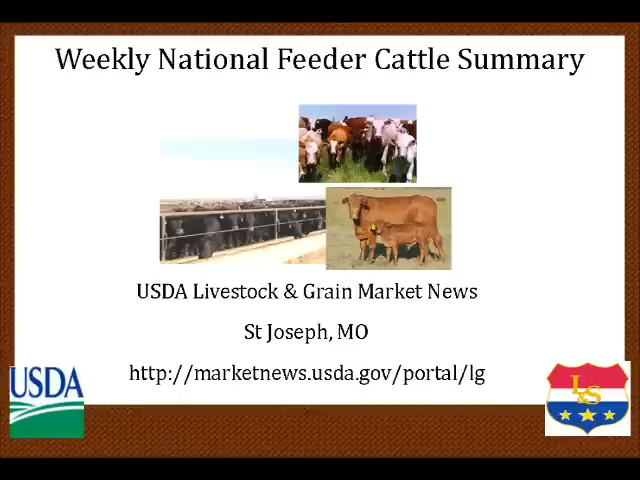 Weekly National Feeder Cattle Summary
USDA Livestock & Grain Market News
St Joseph, MO
http://marketnews.usda.gov/portal/lg
USDA
L&S